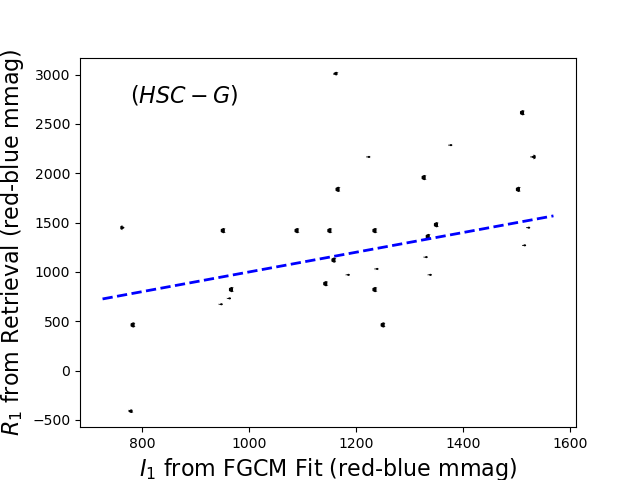 (HSC − G)
R₁ from Retrieval (red-blue mmag)
3000
2500
2000
1500
1000
500
0
−500
800 1000 1200 1400 1600
I₁ from FGCM Fit (red-blue mmag)